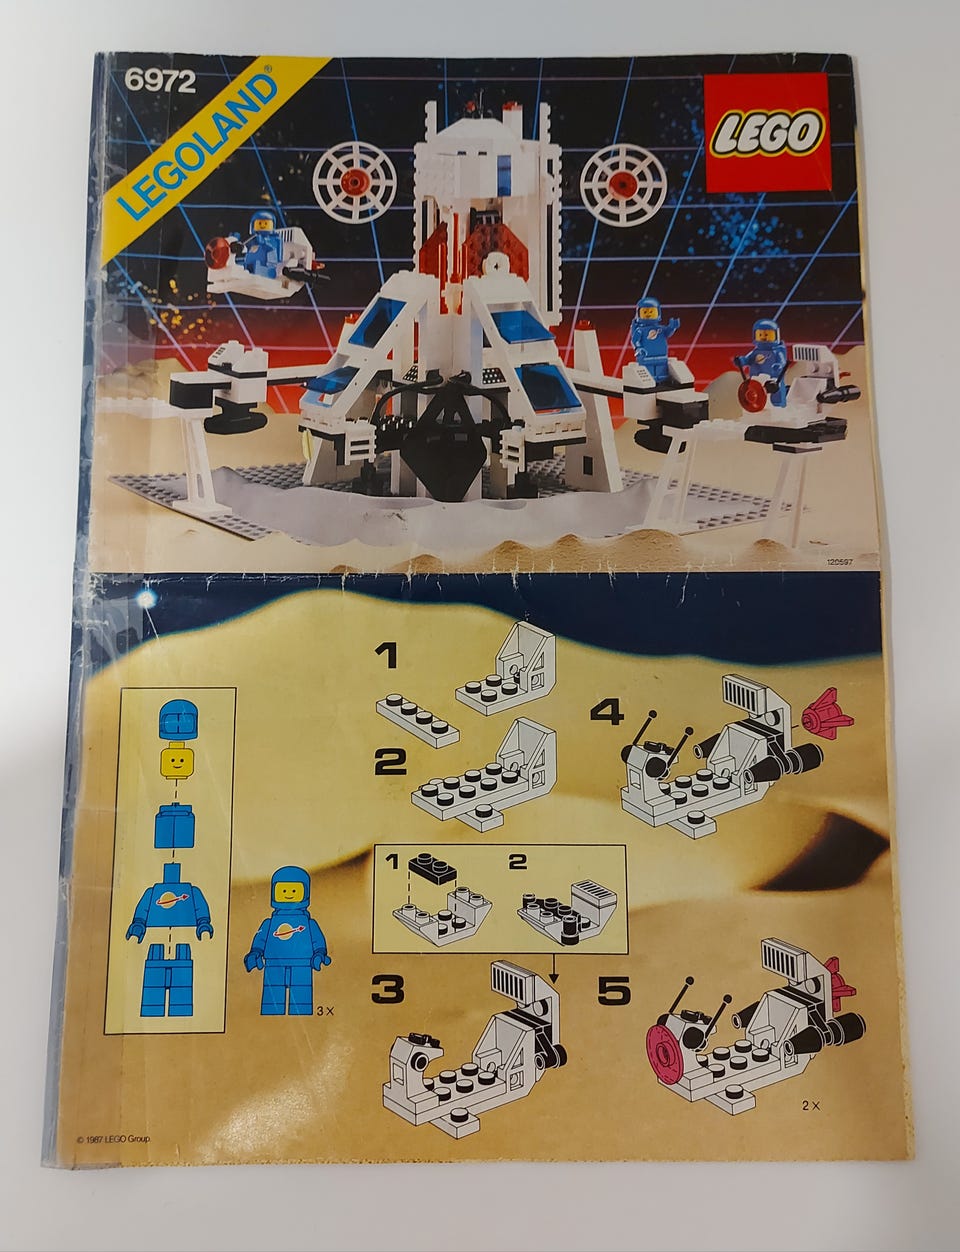 6972
LEGOLAND®
LEGO
120597
1
2
4
1 2
3
5
3x
2x
© 1987 LEGO Group.